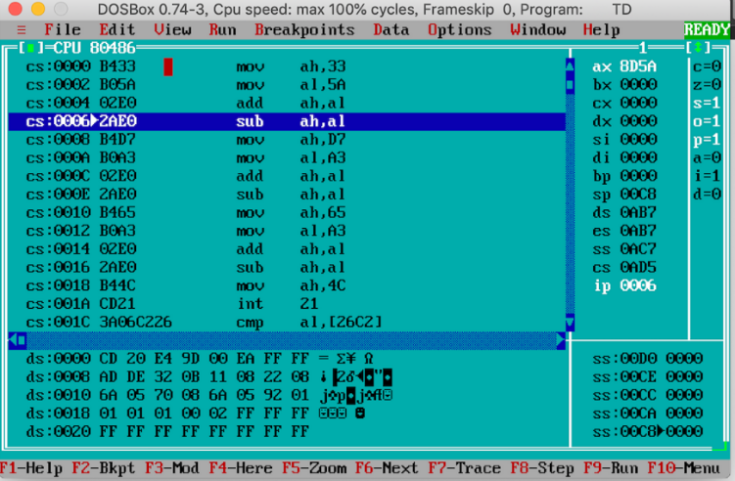 DOSBox 0.74-3, Cpu speed: max 100% cycles, Frameskip 0, Program: TD
≡ File Edit View Run Breakpoints Data Options Window Help READY
[■]=CPU 80486 1=[↕]
cs:0000 B433 mov ah,33 ax 8D5A c=0
cs:0002 B05A mov al,5A bx 0000 z=0
cs:0004 02E0 add ah,al cx 0000 s=1
cs:0006►2AE0 sub ah,al dx 0000 o=1
cs:0008 B4D7 mov ah,D7 si 0000 p=1
cs:000A B0A3 mov al,A3 di 0000 a=0
cs:000C 02E0 add ah,al bp 0000 i=1
cs:000E 2AE0 sub ah,al sp 00C8 d=0
cs:0010 B465 mov ah,65 ds 0AB7
cs:0012 B0A3 mov al,A3 es 0AB7
cs:0014 02E0 add ah,al ss 0AC7
cs:0016 2AE0 sub ah,al cs 0AD5
cs:0018 B44C mov ah,4C ip 0006
cs:001A CD21 int 21
cs:001C 3A06C226 cmp al,[26C2]
ds:0000 CD 20 E4 9D 00 EA FF FF = Σ¥ Ω ss:00D0 0000
ds:0008 AD DE 32 0B 11 08 22 08 ss:00CE 0000
ds:0010 6A 05 70 08 6A 05 92 01 ss:00CC 0000
ds:0018 01 01 01 00 02 FF FF FF ☺☺☺ ☻ ss:00CA 0000
ds:0020 FF FF FF FF FF FF FF FF ss:00C8►0000
F1-Help F2-Bkpt F3-Mod F4-Here F5-Zoom F6-Next F7-Trace F8-Step F9-Run F10-Menu